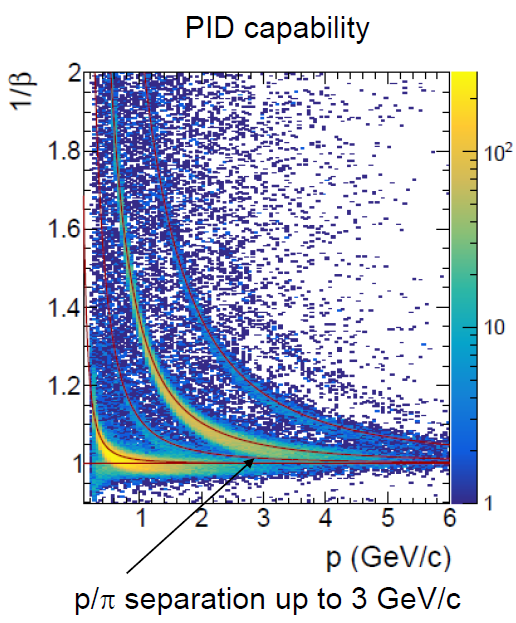 PID capability
1/β
2
1.8
1.6
1.4
1.2
1
10²
10
1
1 2 3 4 5 6
p (GeV/c)
p/π separation up to 3 GeV/c